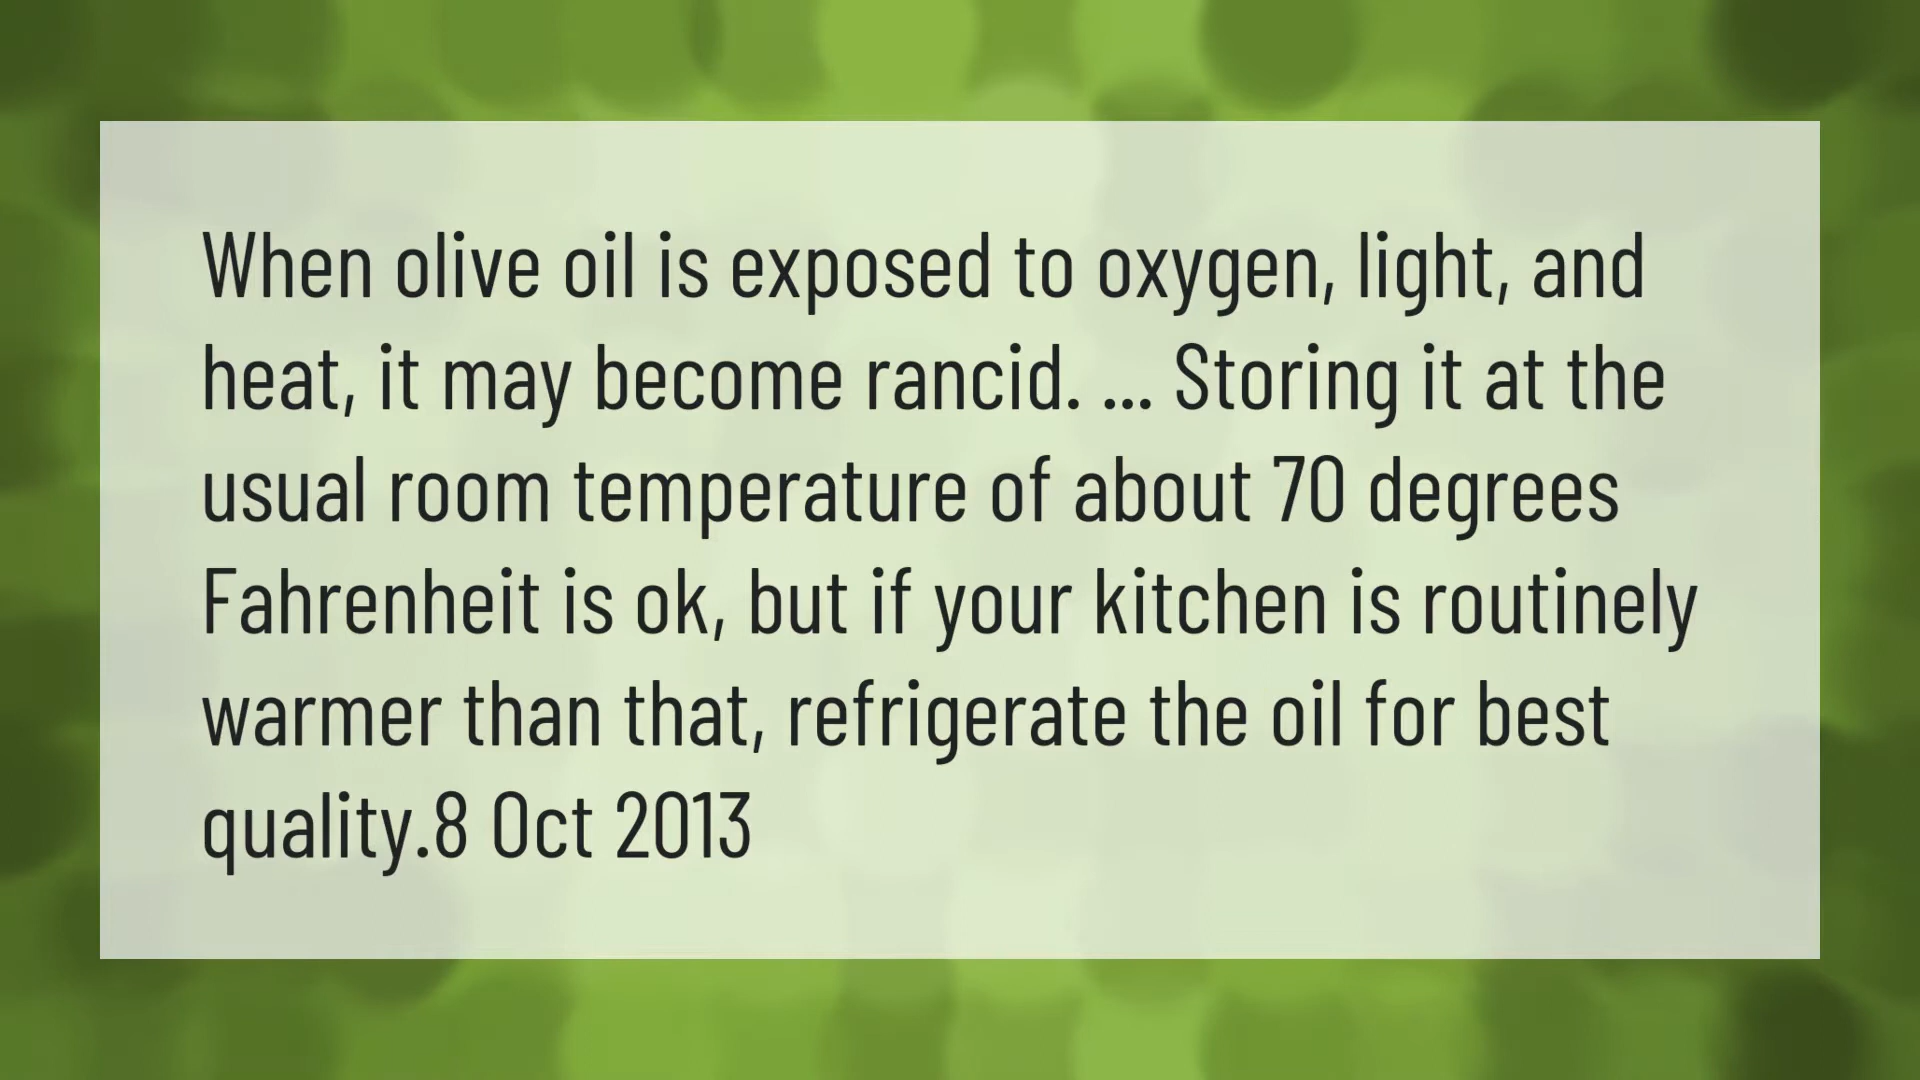 When olive oil is exposed to oxygen, light, and
heat, it may become rancid. ... Storing it at the
usual room temperature of about 70 degrees
Fahrenheit is ok, but if your kitchen is routinely
warmer than that, refrigerate the oil for best
quality.8 Oct 2013